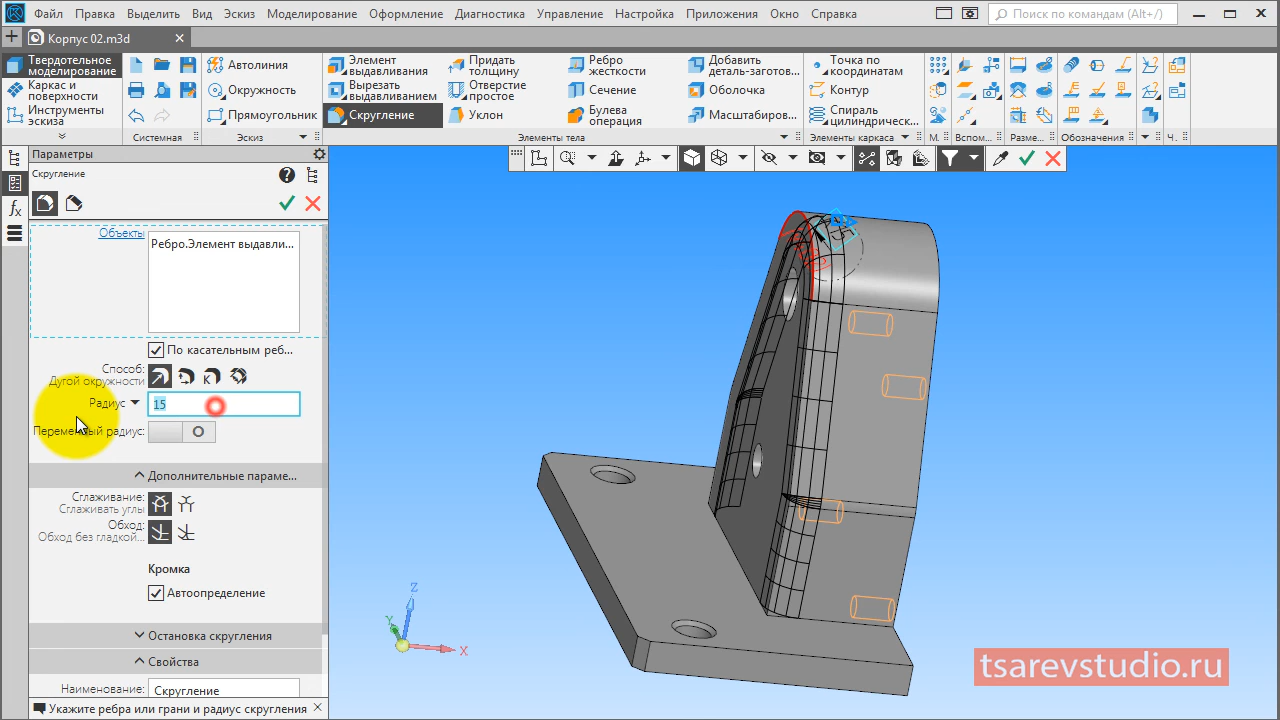 Файл Правка Выделить Вид Эскиз Моделирование Оформление Диагностика Управление Настройка Приложения Окно Справка
Поиск по командам (Alt+/)
Корпус 02.m3d
Твердотельное моделирование
Каркас и поверхности
Инструменты эскиза
Системная
Автолиния
Окружность
Прямоугольник
Эскиз
Элемент выдавливания
Вырезать выдавливанием
Скругление
Придать толщину
Отверстие простое
Уклон
Ребро жесткости
Сечение
Булева операция
Добавить деталь-заготов...
Оболочка
Масштабиров...
Элементы тела
Точка по координатам
Контур
Спираль цилиндрическ...
Элементы каркаса
М...
Вспом...
Разме...
Обозначения
Ч...
Параметры
Скругление
Объекты
Ребро.Элемент выдавли...
По касательным реб...
Способ:
Дугой окружности
Радиус
15
Переменный радиус:
Дополнительные параме...
Сглаживание:
Сглаживать углы
Обход:
Обход без гладкой...
Кромка
Автоопределение
Остановка скругления
Свойства
Наименование:
Скругление
Укажите ребра или грани и радиус скругления
Z
Y
X
tsarevstudio.ru